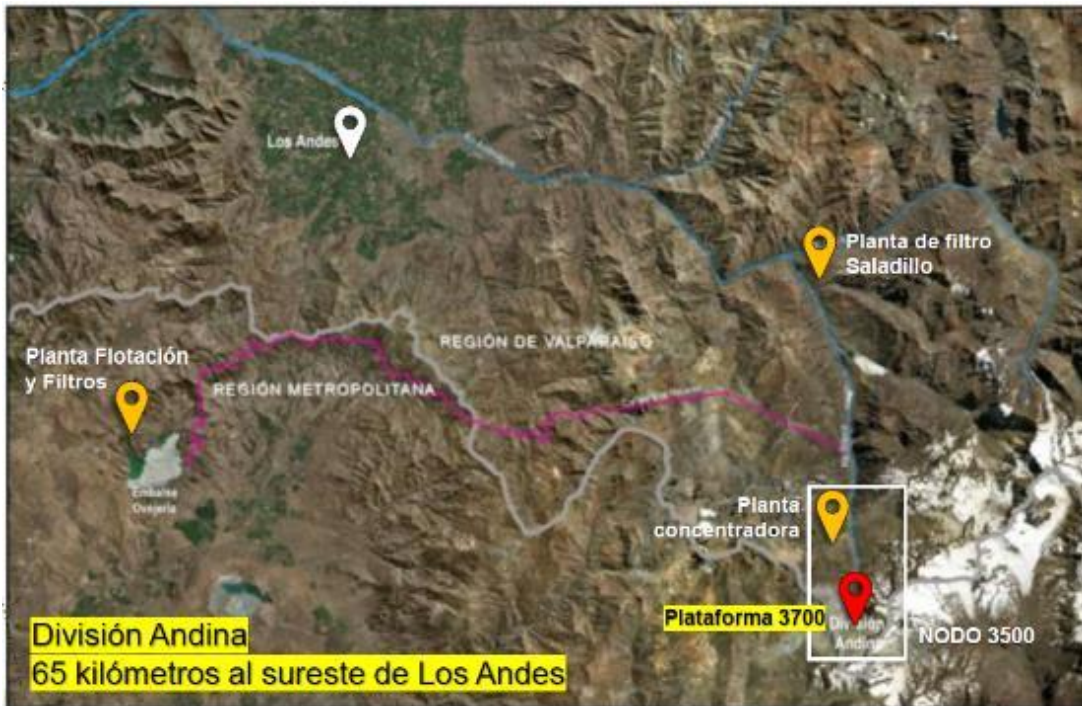 Los Andes
Planta de filtro
Saladillo
REGIÓN DE VALPARAISO
Planta Flotación
y Filtros
REGIÓN METROPOLITANA
Embalse
Ovejería
Planta
concentradora
Plataforma 3700
División
Andina
NODO 3500
División Andina
65 kilómetros al sureste de Los Andes